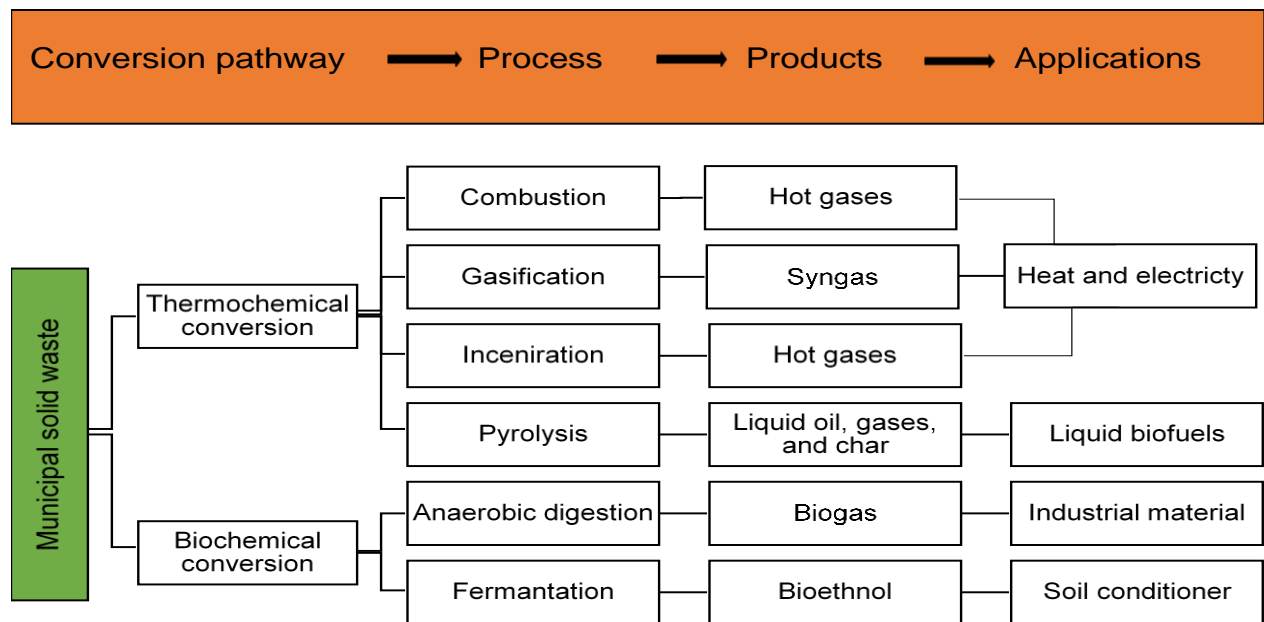 Conversion pathway
Process
Products
Applications
Municipal solid waste
Thermochemical
conversion
Combustion
Hot gases
Gasification
Syngas
Heat and electricty
Inceniration
Hot gases
Pyrolysis
Liquid oil, gases,
and char
Liquid biofuels
Biochemical
conversion
Anaerobic digestion
Biogas
Industrial material
Fermantation
Bioethnol
Soil conditioner